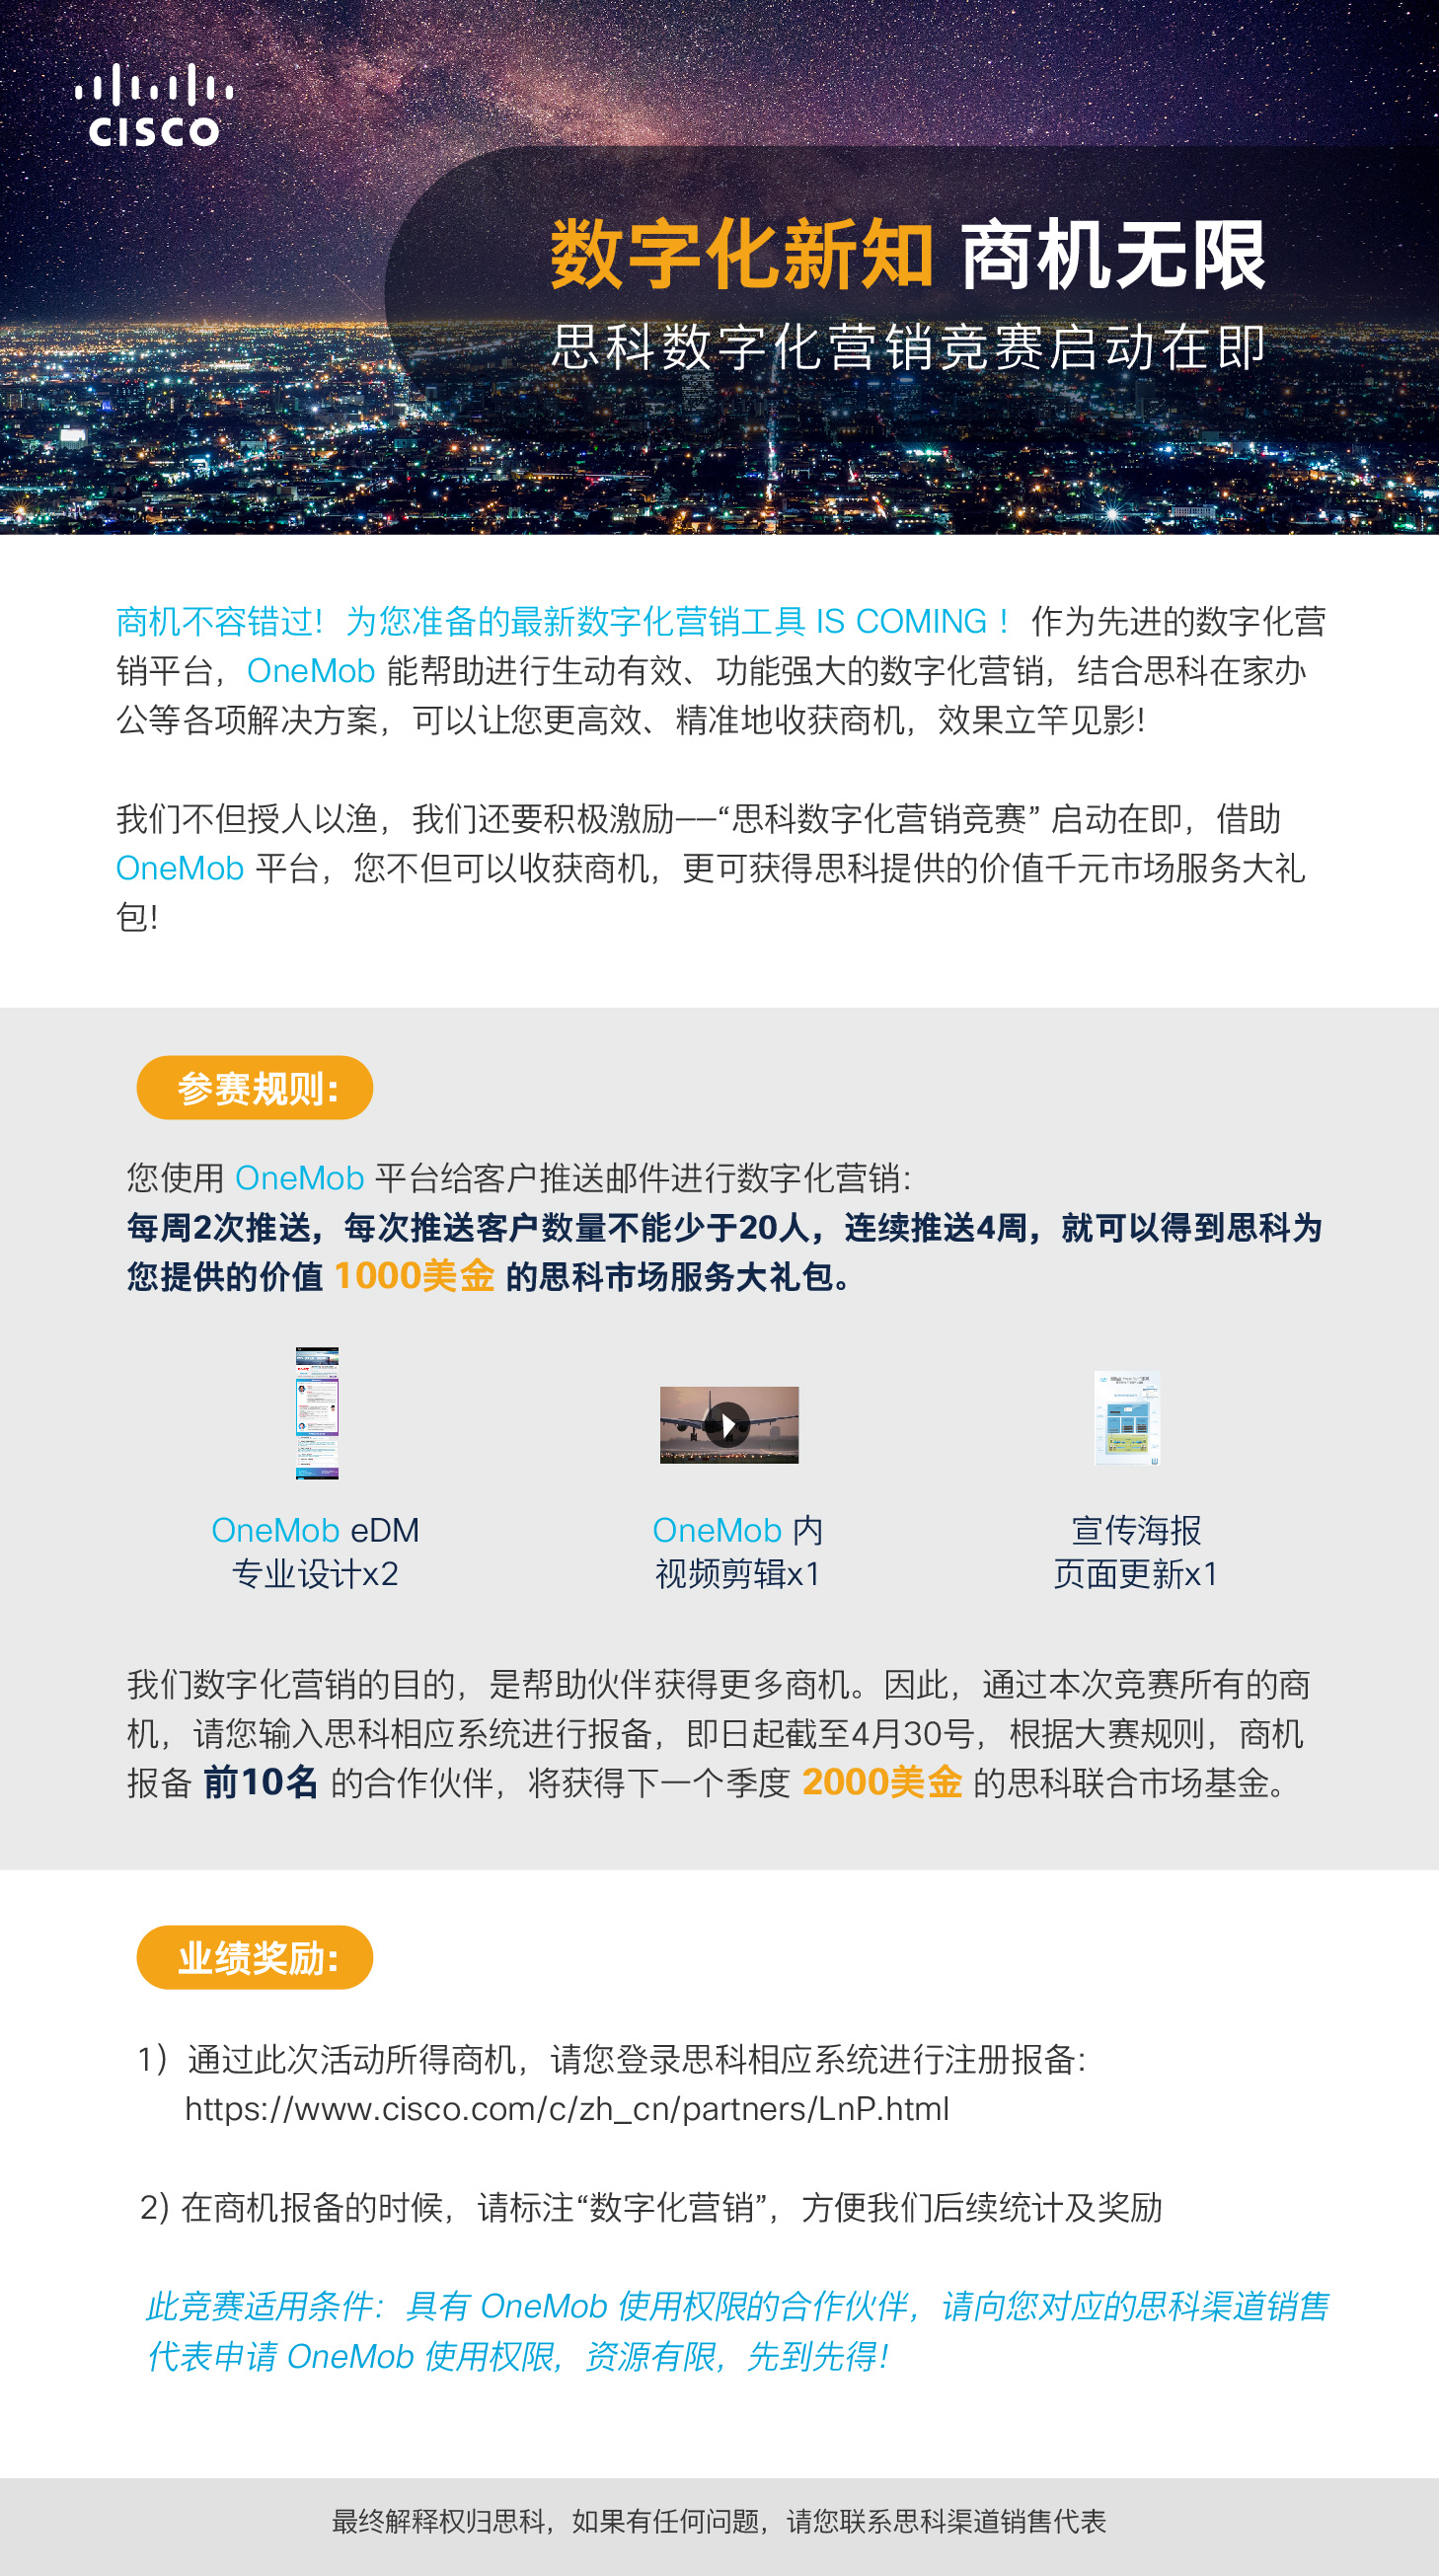 CISCO
数字化新知 商机无限
思科数字化营销竞赛启动在即
商机不容错过！为您准备的最新数字化营销工具 IS COMING！作为先进的数字化营
销平台，OneMob 能帮助进行生动有效、功能强大的数字化营销，结合思科在家办
公等各项解决方案，可以让您更高效、精准地收获商机，效果立竿见影！
我们不但授人以渔，我们还要积极激励——“思科数字化营销竞赛” 启动在即，借助
OneMob 平台，您不但可以收获商机，更可获得思科提供的价值千元市场服务大礼
包！
参赛规则：
您使用 OneMob 平台给客户推送邮件进行数字化营销：
每周2次推送，每次推送客户数量不能少于20人，连续推送4周，就可以得到思科为
您提供的价值 1000美金 的思科市场服务大礼包。
OneMob eDM
专业设计x2
OneMob 内
视频剪辑x1
宣传海报
页面更新x1
我们数字化营销的目的，是帮助伙伴获得更多商机。因此，通过本次竞赛所有的商
机，请您输入思科相应系统进行报备，即日起截至4月30号，根据大赛规则，商机
报备 前10名 的合作伙伴，将获得下一个季度 2000美金 的思科联合市场基金。
业绩奖励：
1）通过此次活动所得商机，请您登录思科相应系统进行注册报备：
https://www.cisco.com/c/zh_cn/partners/LnP.html
2) 在商机报备的时候，请标注“数字化营销”，方便我们后续统计及奖励
此竞赛适用条件：具有 OneMob 使用权限的合作伙伴，请向您对应的思科渠道销售
代表申请 OneMob 使用权限，资源有限，先到先得！
最终解释权归思科，如果有任何问题，请您联系思科渠道销售代表